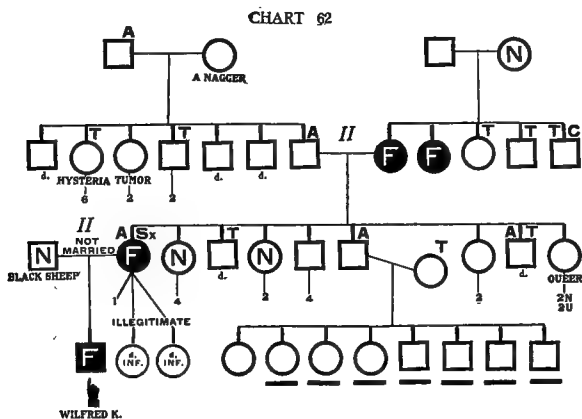 CHART 62
A
A NAGGER
N
T T A II F F T T T C
d. HYSTERIA TUMOR d. d.
6 2 2
II A Sx T A T A T
NOT MARRIED
N F N N
BLACK SHEEP d. d. QUEER
1 4 2 4 2 2N
2U
ILLEGITIMATE
F d. INF. d. INF.
WILFRED K.